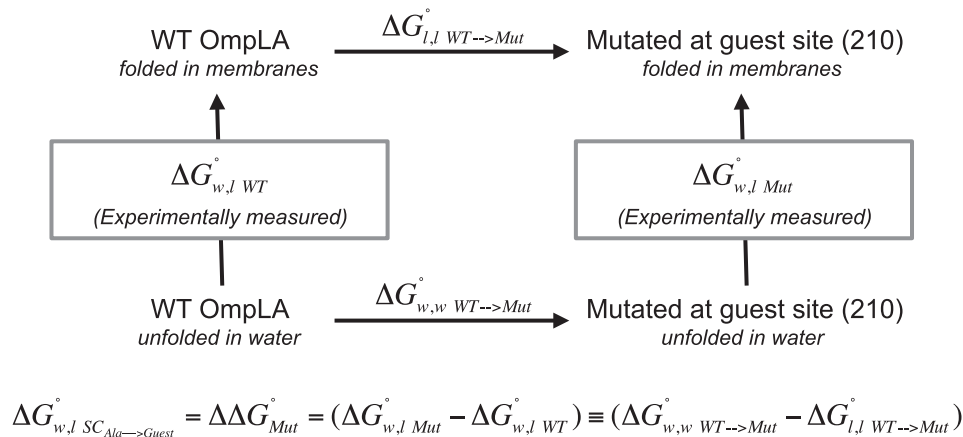 WT OmpLA
folded in membranes
ΔG°l,l WT-->Mut
Mutated at guest site (210)
folded in membranes
ΔG°w,l WT
(Experimentally measured)
ΔG°w,l Mut
(Experimentally measured)
WT OmpLA
unfolded in water
ΔG°w,w WT-->Mut
Mutated at guest site (210)
unfolded in water
ΔG°w,l SC Ala—>Guest = ΔΔG°Mut = (ΔG°w,l Mut − ΔG°w,l WT) ≡ (ΔG°w,w WT-->Mut − ΔG°l,l WT-->Mut)